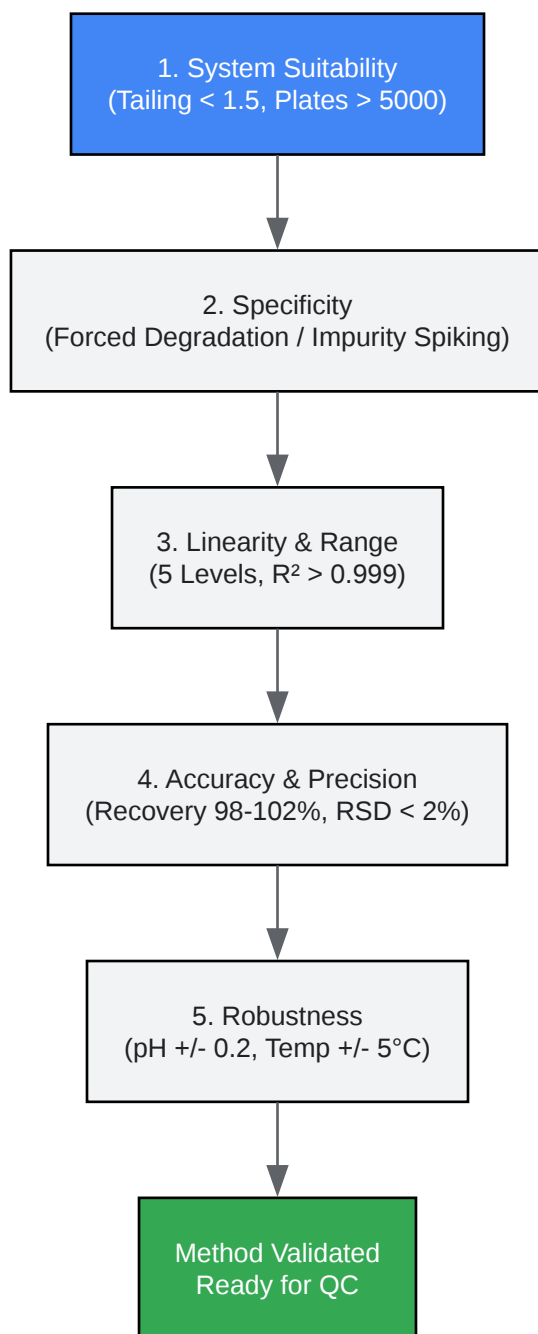 1. System Suitability
(Tailing < 1.5, Plates > 5000)
2. Specificity
(Forced Degradation / Impurity Spiking)
3. Linearity & Range
(5 Levels, R² > 0.999)
4. Accuracy & Precision
(Recovery 98-102%, RSD < 2%)
5. Robustness
(pH +/- 0.2, Temp +/- 5°C)
Method Validated
Ready for QC